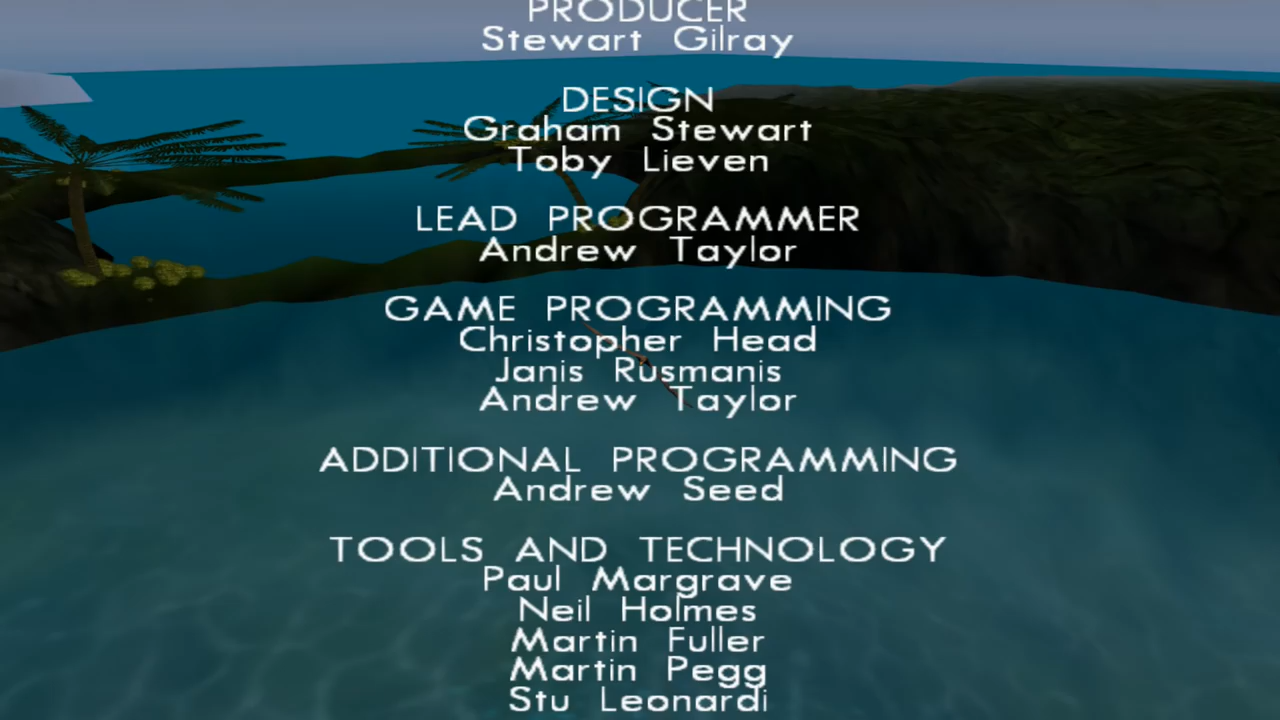 PRODUCER
Stewart Gilray
DESIGN
Graham Stewart
Toby Lieven
LEAD PROGRAMMER
Andrew Taylor
GAME PROGRAMMING
Christopher Head
Janis Rusmanis
Andrew Taylor
ADDITIONAL PROGRAMMING
Andrew Seed
TOOLS AND TECHNOLOGY
Paul Margrave
Neil Holmes
Martin Fuller
Martin Pegg
Stu Leonardi